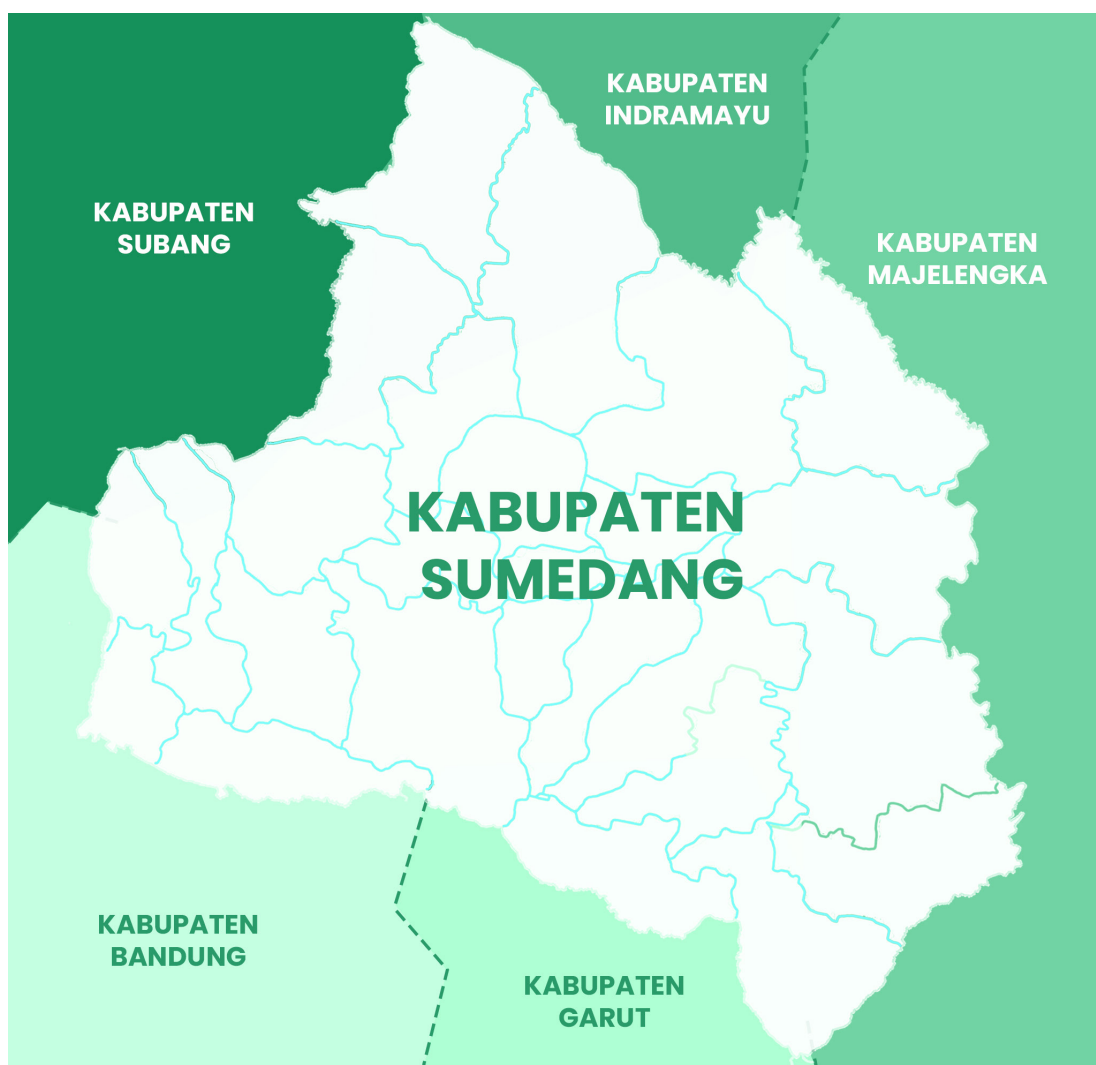 KABUPATEN
INDRAMAYU
KABUPATEN
SUBANG
KABUPATEN
MAJELENGKA
KABUPATEN
SUMEDANG
KABUPATEN
BANDUNG
KABUPATEN
GARUT